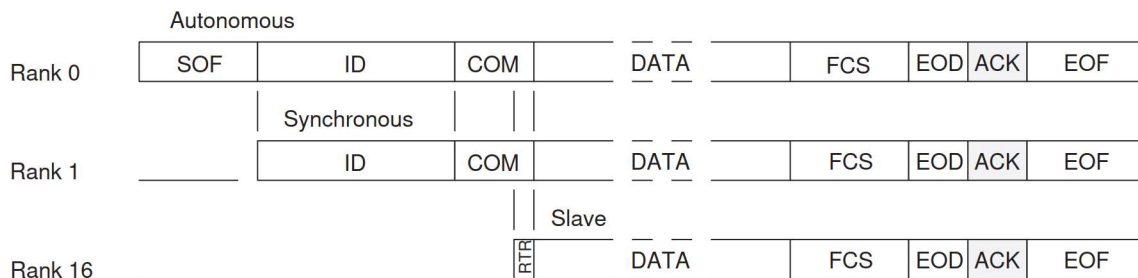 Autonomous
Rank 0 SOF ID COM DATA FCS EOD ACK EOF
Synchronous
Rank 1 ID COM DATA FCS EOD ACK EOF
Slave
Rank 16 RTR DATA FCS EOD ACK EOF